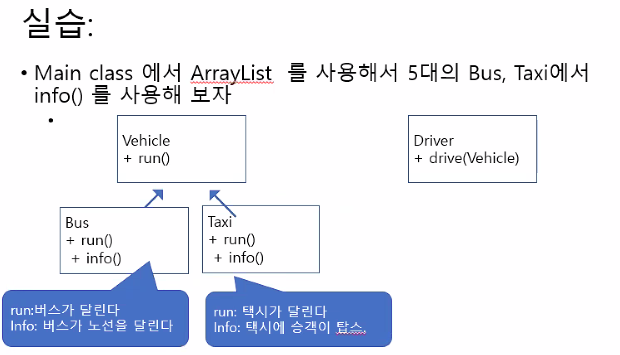 실습:
• Main class 에서 ArrayList 를 사용해서 5대의 Bus, Taxi에서
info() 를 사용해 보자
•
Vehicle
+ run()
Driver
+ drive(Vehicle)
Bus
+ run()
+ info()
Taxi
+ run()
+ info()
run:버스가 달린다
Info: 버스가 노선을 달린다
run: 택시가 달린다
Info: 택시에 승객이 탑스.